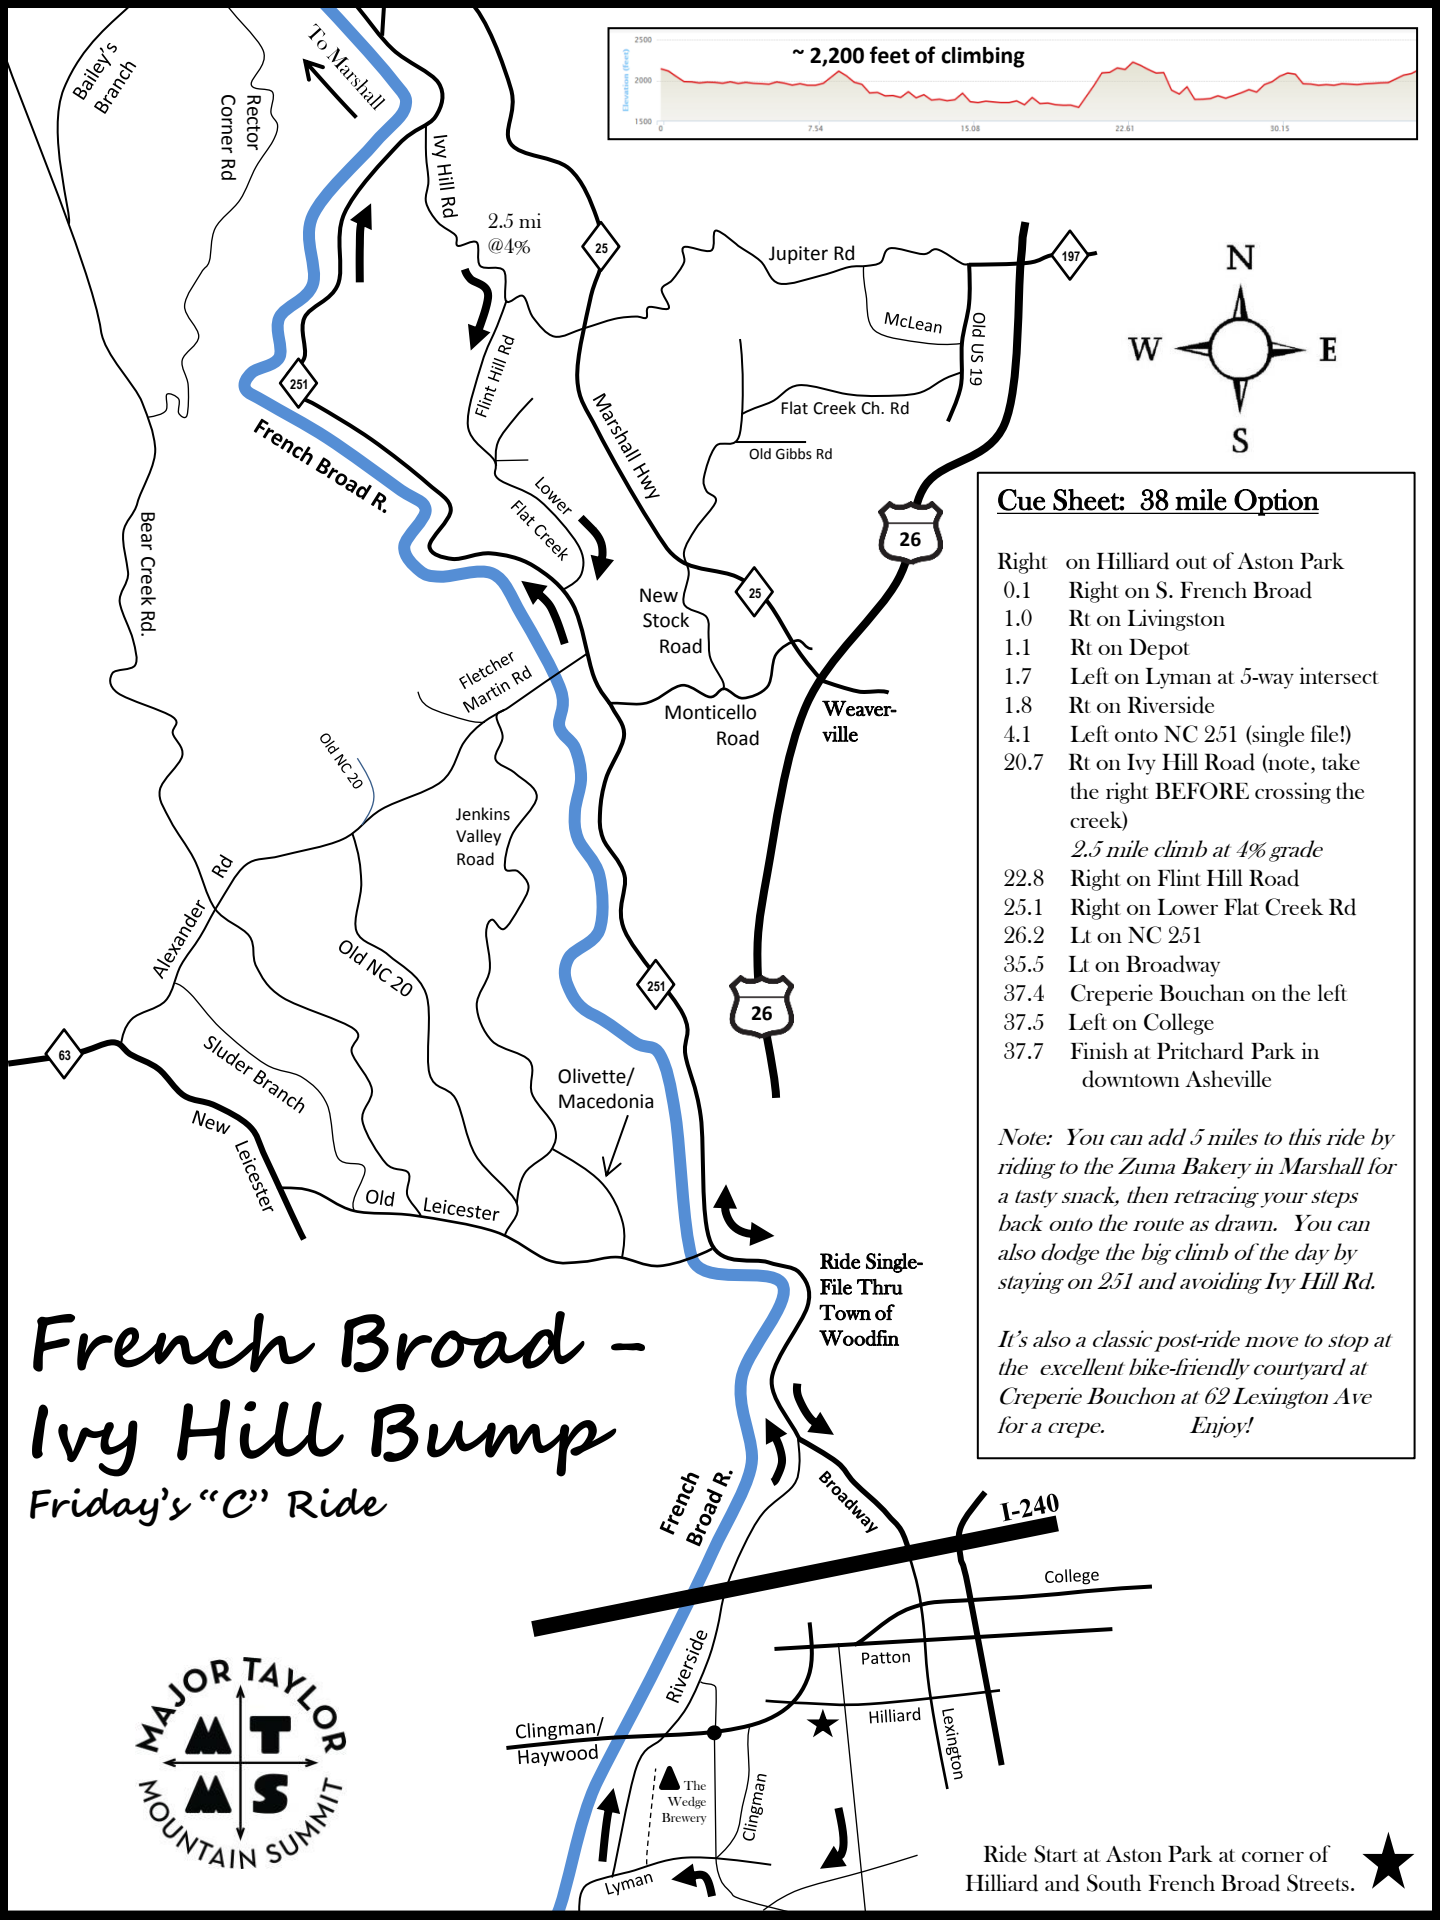 To Marshall
Bailey's
Branch
Rector
Corner Rd
~ 2,200 feet of climbing
Elevation (feet)
2500
2000
1500
0
7.54
15.08
22.61
30.15
Ivy Hill Rd
2.5 mi
@4%
25
Jupiter Rd
197
McLean
Old US 19
N
W
E
S
251
Flint Hill Rd
Flat Creek Ch. Rd
Old Gibbs Rd
Marshall Hwy
French Broad R.
Lower
Flat Creek
Bear Creek Rd.
26
25
New
Stock
Road
Fletcher
Martin Rd
Monticello
Road
Weaver-
ville
Old NC 20
Jenkins
Valley
Road
Alexander
Rd
Old NC 20
251
26
63
Sluder Branch
New
Leicester
Olivette/
Macedonia
Old
Leicester
Cue Sheet: 38 mile Option
Right on Hilliard out of Aston Park
0.1 Right on S. French Broad
1.0 Rt on Livingston
1.1 Rt on Depot
1.7 Left on Lyman at 5-way intersect
1.8 Rt on Riverside
4.1 Left onto NC 251 (single file!)
20.7 Rt on Ivy Hill Road (note, take
the right BEFORE crossing the
creek)
2.5 mile climb at 4% grade
22.8 Right on Flint Hill Road
25.1 Right on Lower Flat Creek Rd
26.2 Lt on NC 251
35.5 Lt on Broadway
37.4 Creperie Bouchan on the left
37.5 Left on College
37.7 Finish at Pritchard Park in
downtown Asheville
Note: You can add 5 miles to this ride by
riding to the Zuma Bakery in Marshall for
a tasty snack, then retracing your steps
back onto the route as drawn. You can
also dodge the big climb of the day by
staying on 251 and avoiding Ivy Hill Rd.
It's also a classic post-ride move to stop at
the excellent bike-friendly courtyard at
Creperie Bouchon at 62 Lexington Ave
for a crepe. Enjoy!
Ride Single-
File Thru
Town of
Woodfin
French Broad -
Ivy Hill Bump
Friday's "C" Ride
French
Broad R.
Broadway
I-240
College
Riverside
Patton
Hilliard
Lexington
Clingman/
Haywood
The
Wedge
Brewery
Clingman
Lyman
MAJOR TAYLOR
M T
M S
MOUNTAIN SUMMIT
Ride Start at Aston Park at corner of
Hilliard and South French Broad Streets.